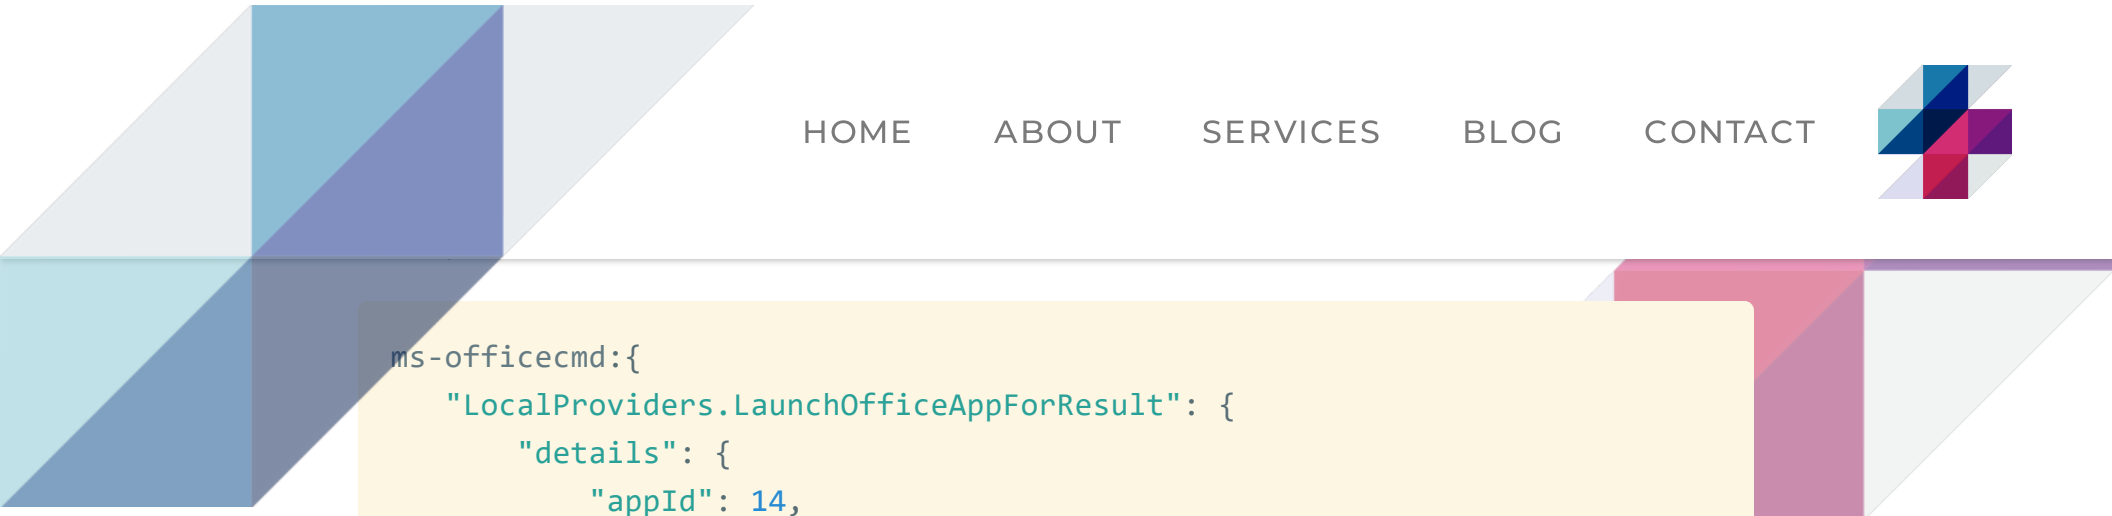 HOME ABOUT SERVICES BLOG CONTACT
ms-officecmd:{
"LocalProviders.LaunchOfficeAppForResult": {
"details": {
"appId": 14,